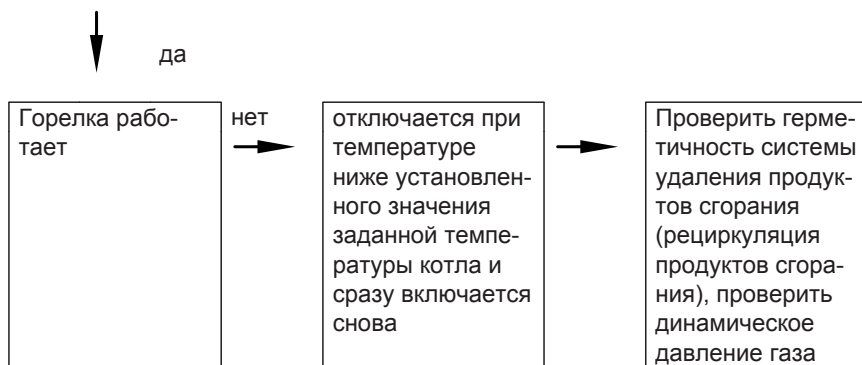 да
Горелка рабо-
тает
нет
отключается при
температуре
ниже установлен-
ного значения
заданной темпе-
ратуры котла и
сразу включается
снова
Проверить герме-
тичность системы
удаления продук-
тов сгорания
(рециркуляция
продуктов сгора-
ния), проверить
динамическое
давление газа